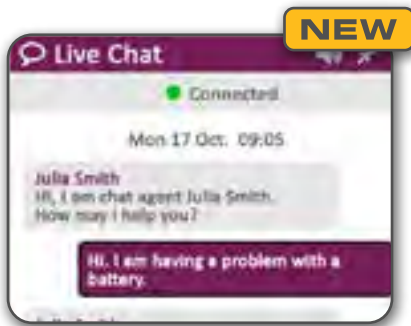 NEW
Live Chat
Connected
Mon 17 Oct. 09:05
Julia Smith
Hi, I am chat agent Julia Smith.
How may I help you?
Hi. I am having a problem with a
battery.